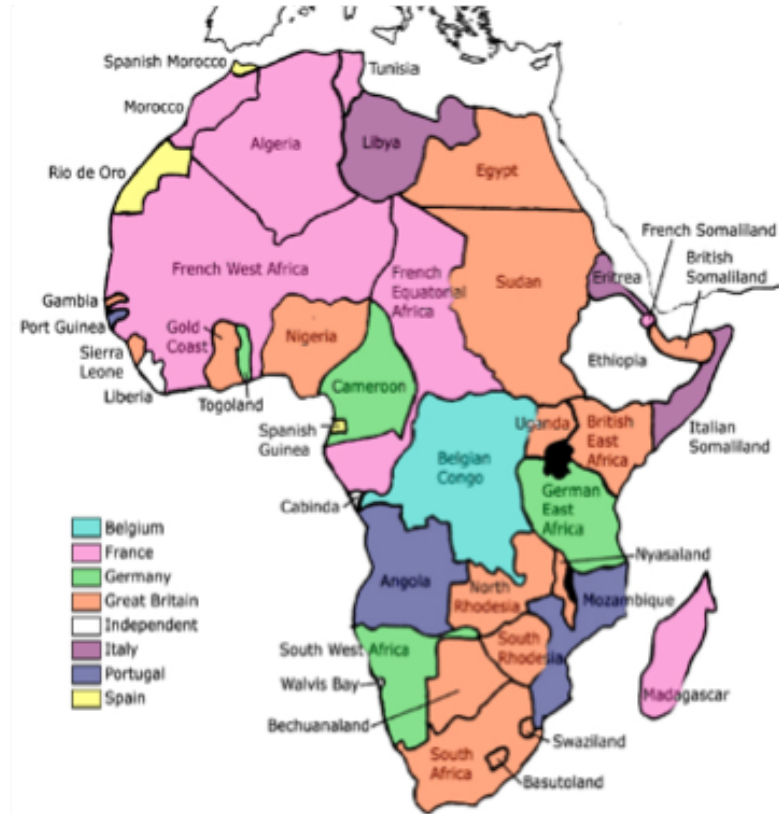 Spanish Morocco
Tunisia
Morocco
Algeria
Libya
Egypt
Rio de Oro
French Somaliland
British
Somaliland
French West Africa
French
Equatorial
Africa
Sudan
Eritrea
Gambia
Port Guinea
Gold
Coast
Nigeria
Sierra
Leone
Liberia
Togoland
Cameroon
Ethiopia
Spanish
Guinea
Uganda
British
East
Africa
Italian
Somaliland
Belgian
Congo
Cabinda
German
East
Africa
Nyasaland
Belgium
France
Germany
Great Britain
Independent
Italy
Portugal
Spain
Angola
North
Rhodesia
Mozambique
South West Africa
South
Rhodesia
Walvis Bay
Madagascar
Bechuanaland
Swaziland
South
Africa
Basutoland